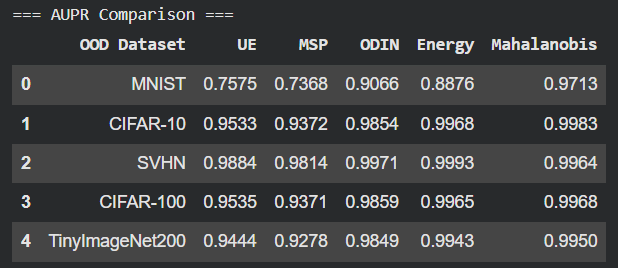 === AUPR Comparison ===
OOD Dataset UE MSP ODIN Energy Mahalanobis
0 MNIST 0.7575 0.7368 0.9066 0.8876 0.9713
1 CIFAR-10 0.9533 0.9372 0.9854 0.9968 0.9983
2 SVHN 0.9884 0.9814 0.9971 0.9993 0.9964
3 CIFAR-100 0.9535 0.9371 0.9859 0.9965 0.9968
4 TinyImageNet200 0.9444 0.9278 0.9849 0.9943 0.9950